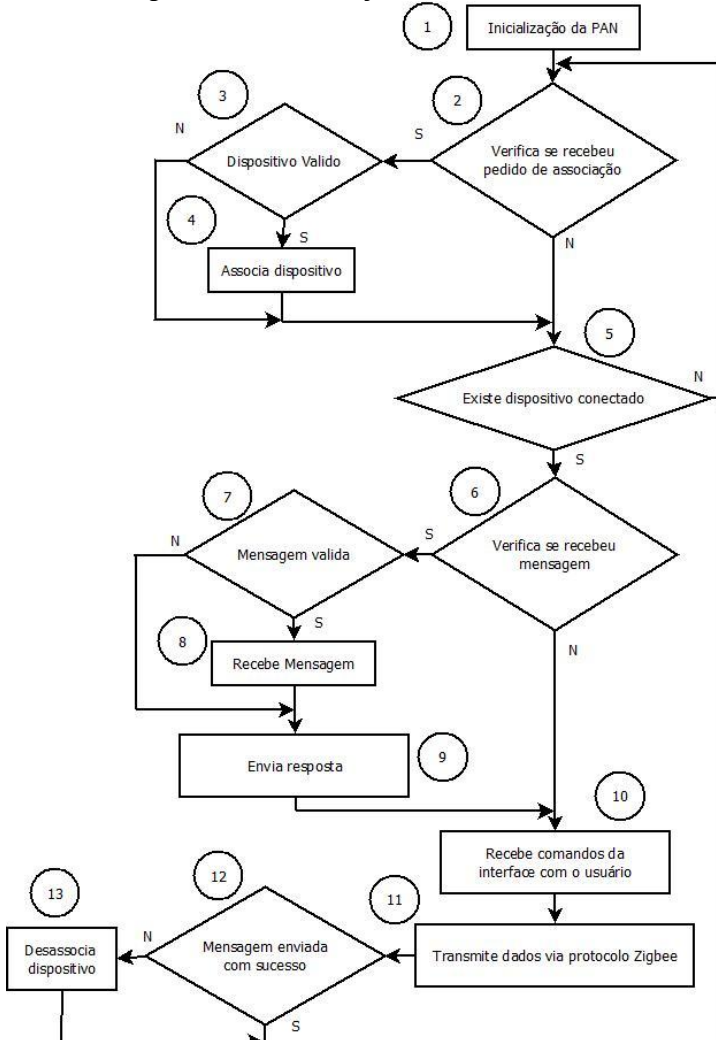 1
Inicialização da PAN
3
2
N
S
Dispositivo Valido
Verifica se recebeu
pedido de associação
4
S
N
Associa dispositivo
5
N
Existe dispositivo conectado
S
7
6
N
S
Mensagem valida
Verifica se recebeu
mensagem
S
8
N
Recebe Mensagem
9
Envia resposta
10
Recebe comandos da
interface com o usuário
12
13
11
N
Desassocia
dispositivo
Mensagem enviada
com sucesso
Transmite dados via protocolo Zigbee
S